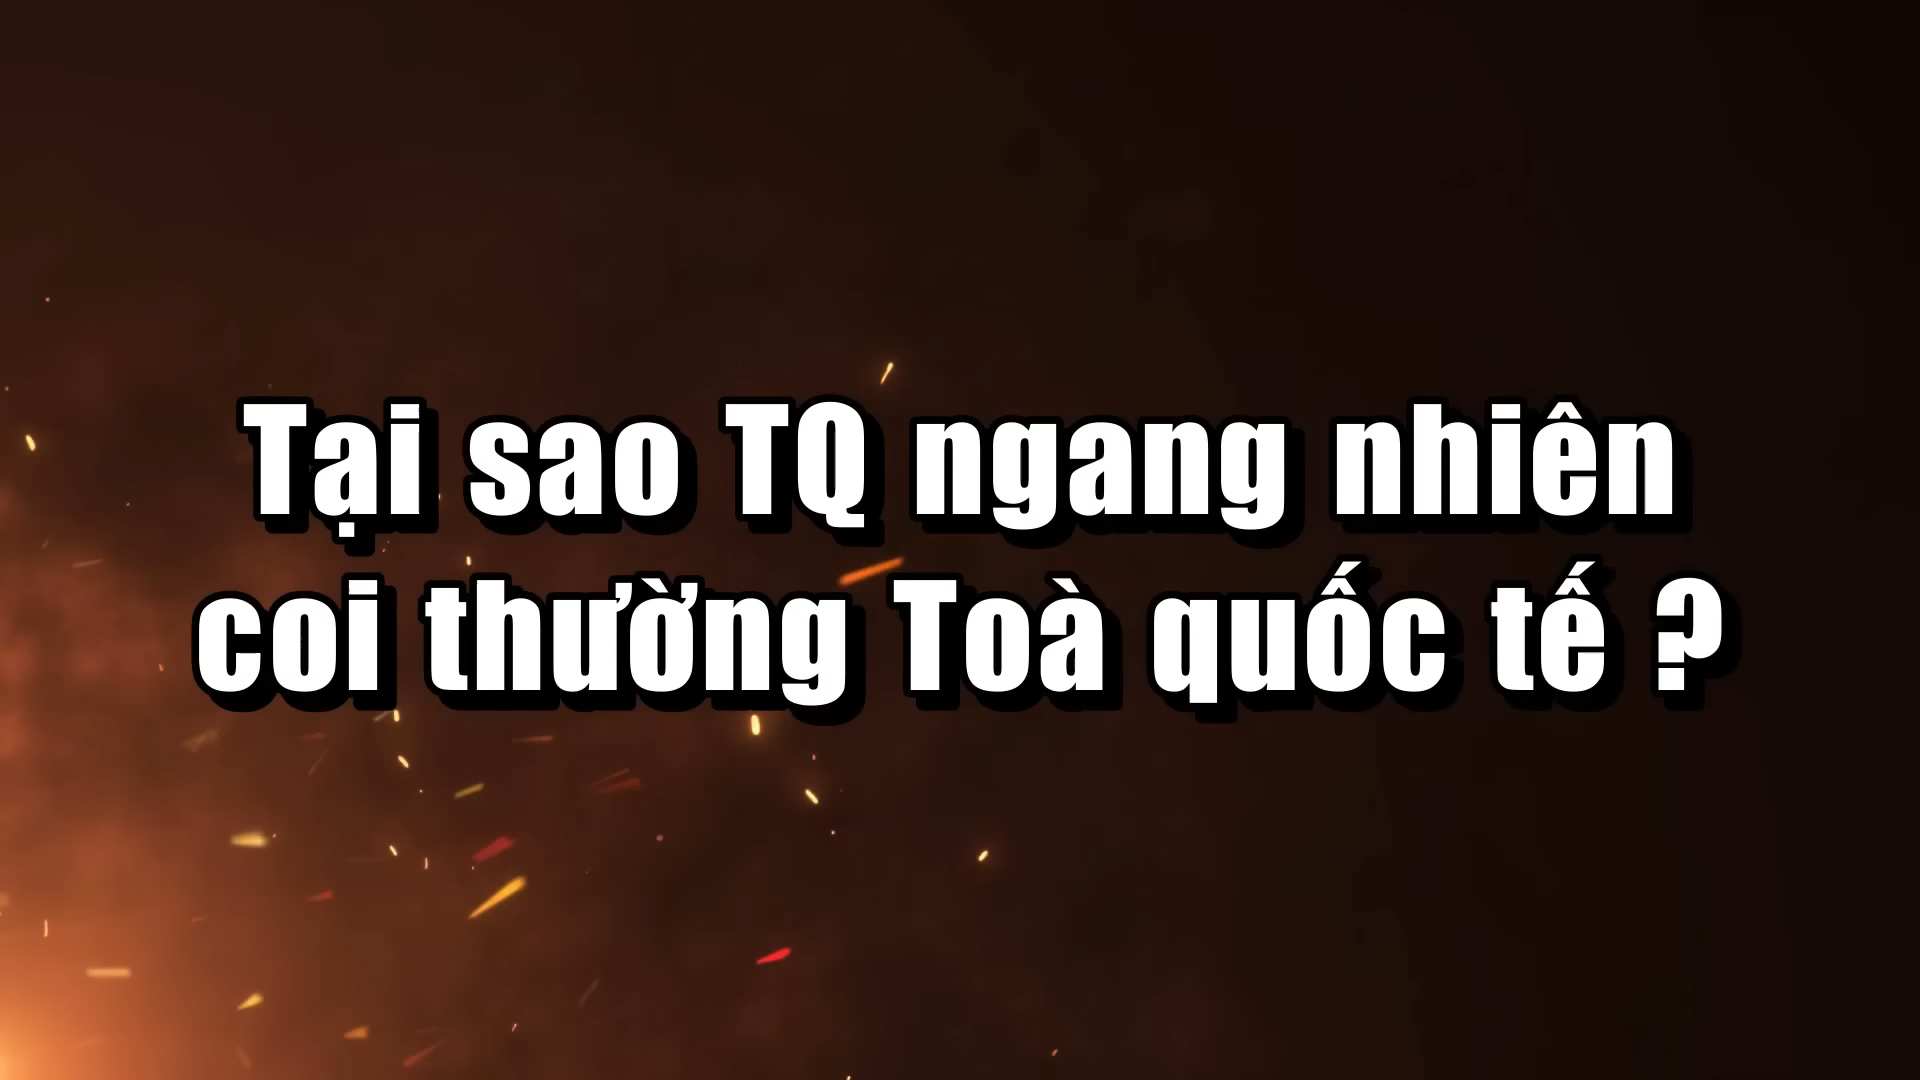 Tại sao TQ ngang nhiên
coi thường Toà quốc tế ?